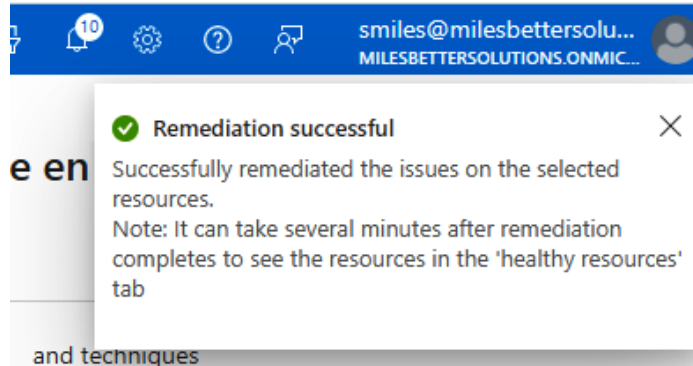 10
smiles@milesbettersolu...
MILESBETTERSOLUTIONS.ONMIC...
Remediation successful
e en
Successfully remediated the issues on the selected
resources.
Note: It can take several minutes after remediation
completes to see the resources in the 'healthy resources'
tab
and techniques